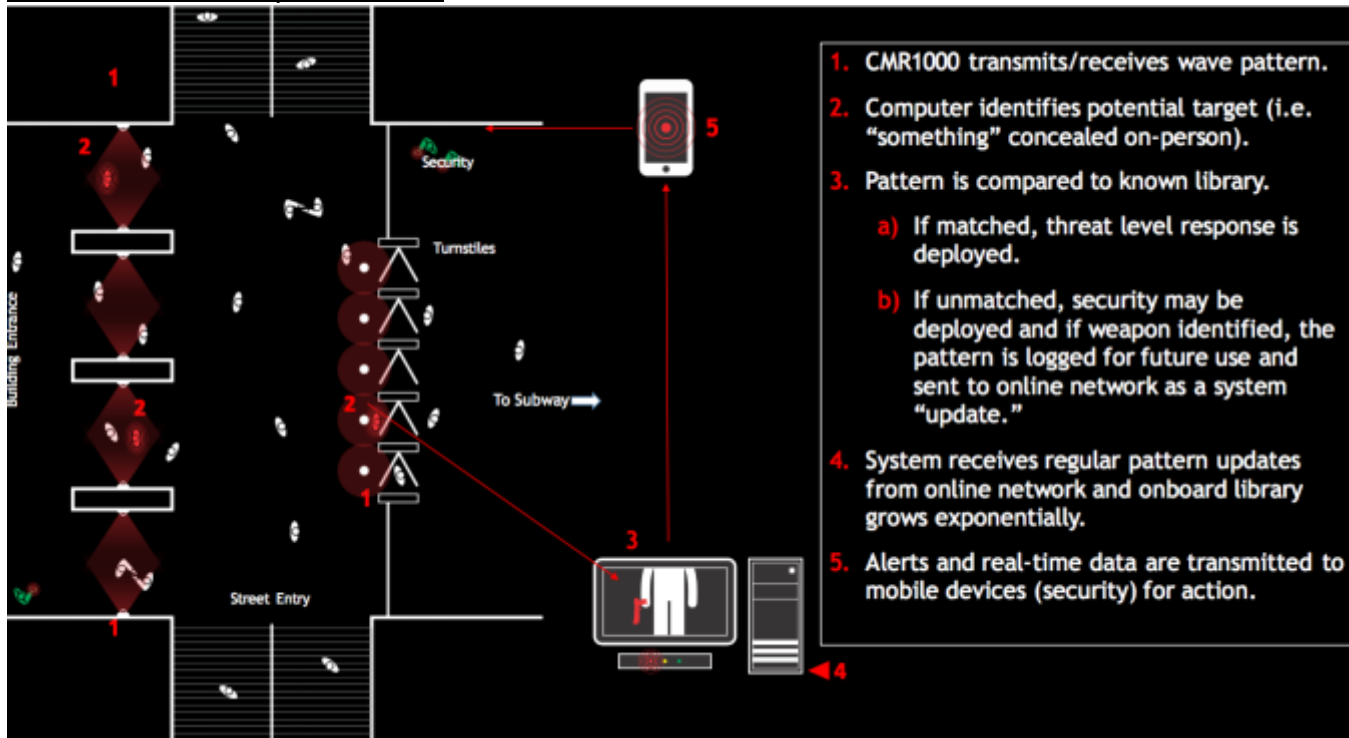 1
2
Security
5
Turnstiles
Building Entrance
2
2
To Subway
1
3
Street Entry
1
4
1. CMR1000 transmits/receives wave pattern.
2. Computer identifies potential target (i.e.
“something” concealed on-person).
3. Pattern is compared to known library.
a) If matched, threat level response is
deployed.
b) If unmatched, security may be
deployed and if weapon identified, the
pattern is logged for future use and
sent to online network as a system
“update.”
4. System receives regular pattern updates
from online network and onboard library
grows exponentially.
5. Alerts and real-time data are transmitted to
mobile devices (security) for action.